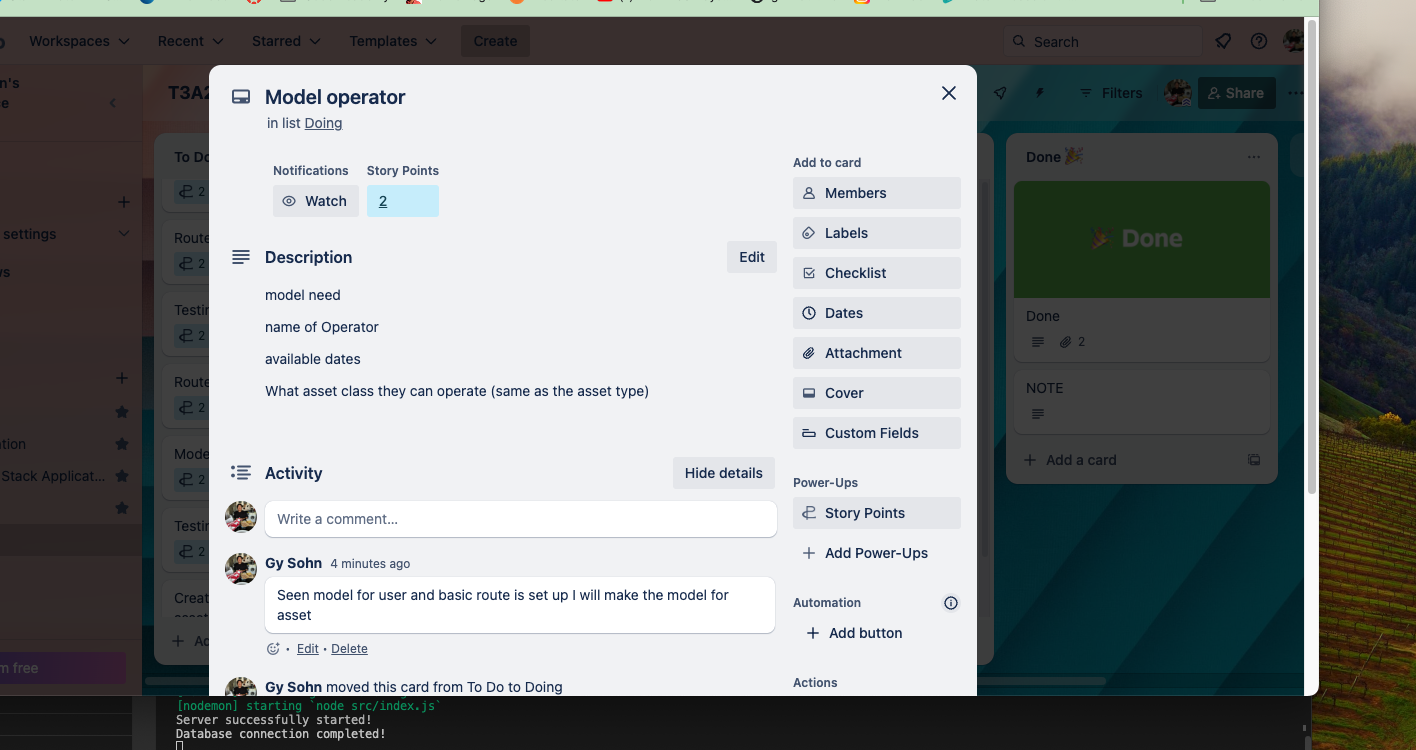 Workspaces
Recent
Starred
Templates
Create
Search
n's
e
T3A2
Filters
Share
settings
ws
ation
Stack Applicat...
m free
To Do
2
Route
2
Testin
2
Route
2
Mode
2
Testin
2
Creat
asset
Ad
Model operator
in list Doing
Notifications
Story Points
Watch
2
Description
Edit
model need
name of Operator
available dates
What asset class they can operate (same as the asset type)
Activity
Hide details
Write a comment...
Gy Sohn 4 minutes ago
Seen model for user and basic route is set up I will make the model for
asset
• Edit • Delete
Gy Sohn moved this card from To Do to Doing
Add to card
Members
Labels
Checklist
Dates
Attachment
Cover
Custom Fields
Power-Ups
Story Points
Add Power-Ups
Automation
Add button
Actions
Done 🎉
🎉 Done
Done
2
NOTE
Add a card
[nodemon] starting `node src/index.js`
Server successfully started!
Database connection completed!